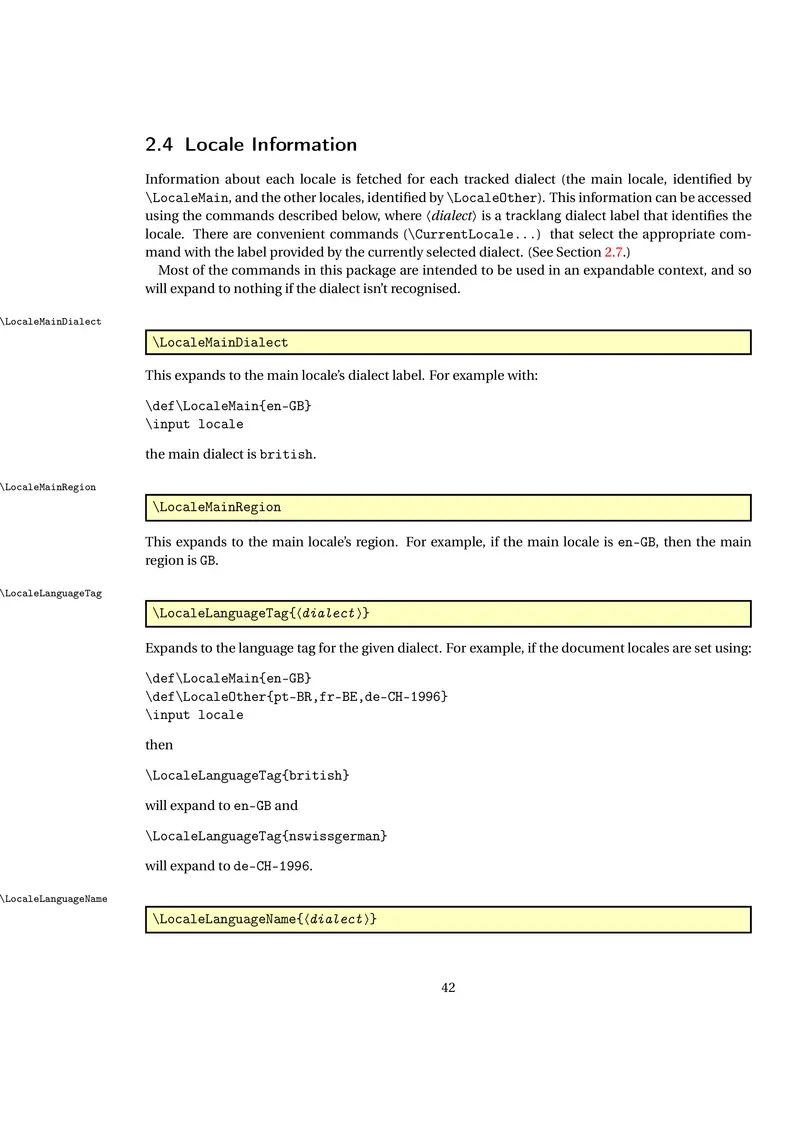 2.4 Locale Information
Information about each locale is fetched for each tracked dialect (the main locale, identified by
\LocaleMain, and the other locales, identified by \LocaleOther). This information can be accessed
using the commands described below, where ⟨dialect⟩ is a tracklang dialect label that identifies the
locale. There are convenient commands (\CurrentLocale...) that select the appropriate com-
mand with the label provided by the currently selected dialect. (See Section 2.7.)
Most of the commands in this package are intended to be used in an expandable context, and so
will expand to nothing if the dialect isn't recognised.
\LocaleMainDialect
\LocaleMainDialect
This expands to the main locale's dialect label. For example with:
\def\LocaleMain{en-GB}
\input locale
the main dialect is british.
\LocaleMainRegion
\LocaleMainRegion
This expands to the main locale's region. For example, if the main locale is en-GB, then the main
region is GB.
\LocaleLanguageTag
\LocaleLanguageTag{⟨dialect⟩}
Expands to the language tag for the given dialect. For example, if the document locales are set using:
\def\LocaleMain{en-GB}
\def\LocaleOther{pt-BR,fr-BE,de-CH-1996}
\input locale
then
\LocaleLanguageTag{british}
will expand to en-GB and
\LocaleLanguageTag{nswissgerman}
will expand to de-CH-1996.
\LocaleLanguageName
\LocaleLanguageName{⟨dialect⟩}
42